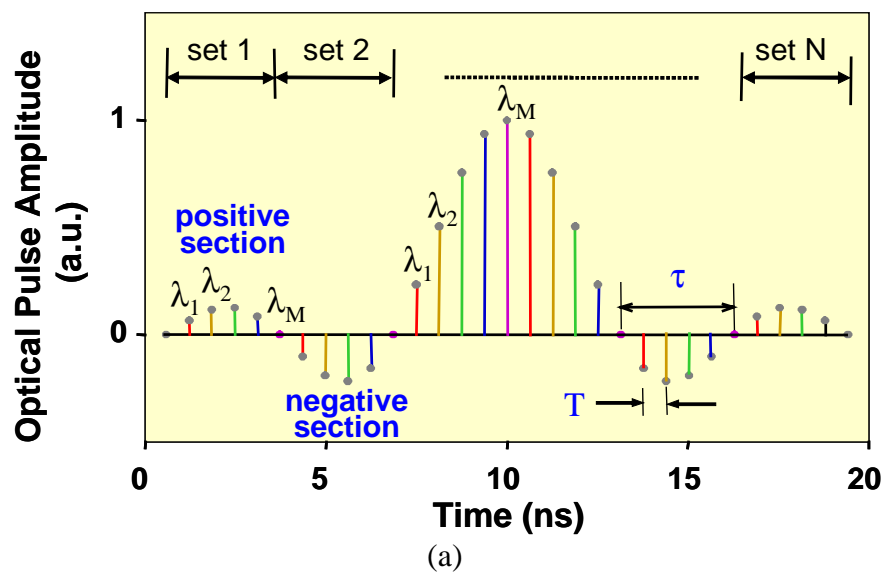 set 1
set 2
set N
λM
1
positive
section
λ2
λ1
λ1
λ2
λM
τ
0
negative
section
T
Optical Pulse Amplitude
(a.u.)
0
5
10
15
20
Time (ns)
(a)